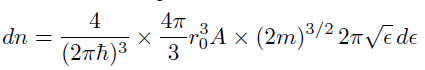 dn = \frac{4}{(2\pi\hbar)^3} \times \frac{4\pi}{3} r_0^3 A \times (2m)^{3/2} 2\pi\sqrt{\epsilon}\, d\epsilon